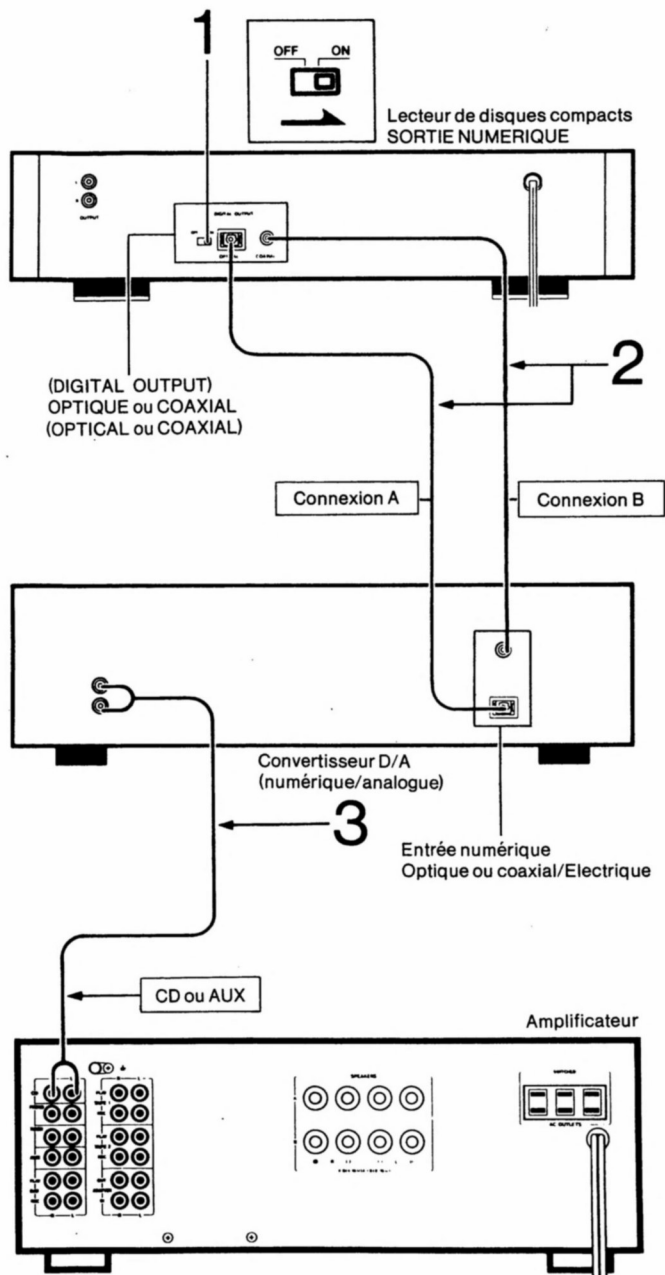 1
OFF ON
Lecteur de disques compacts
SORTIE NUMERIQUE
OUTPUT
DIGITAL OUTPUT
OFF
(DIGITAL OUTPUT)
OPTIQUE ou COAXIAL
(OPTICAL ou COAXIAL)
2
Connexion A
Connexion B
Convertisseur D/A
(numérique/analogue)
3
Entrée numérique
Optique ou coaxial/Electrique
CD ou AUX
Amplificateur
SPEAKERS
SWITCHED
AC OUTLETS